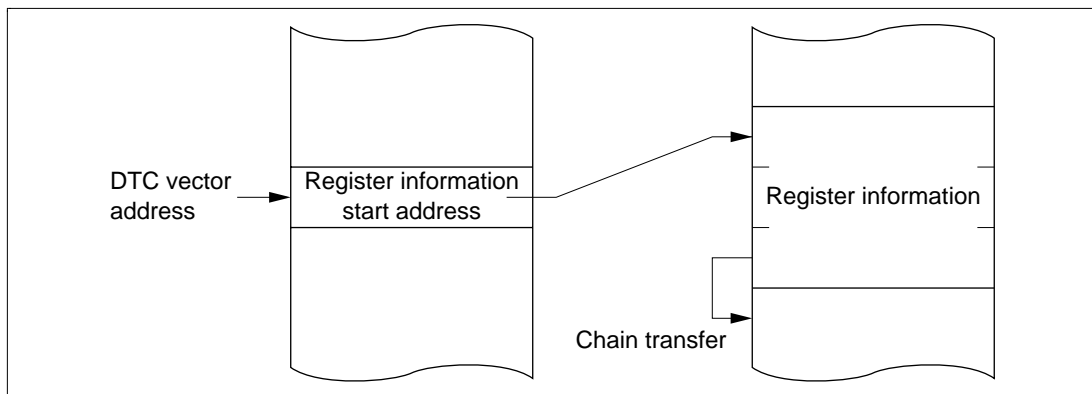 DTC vector
address
Register information
start address
Register information
Chain transfer